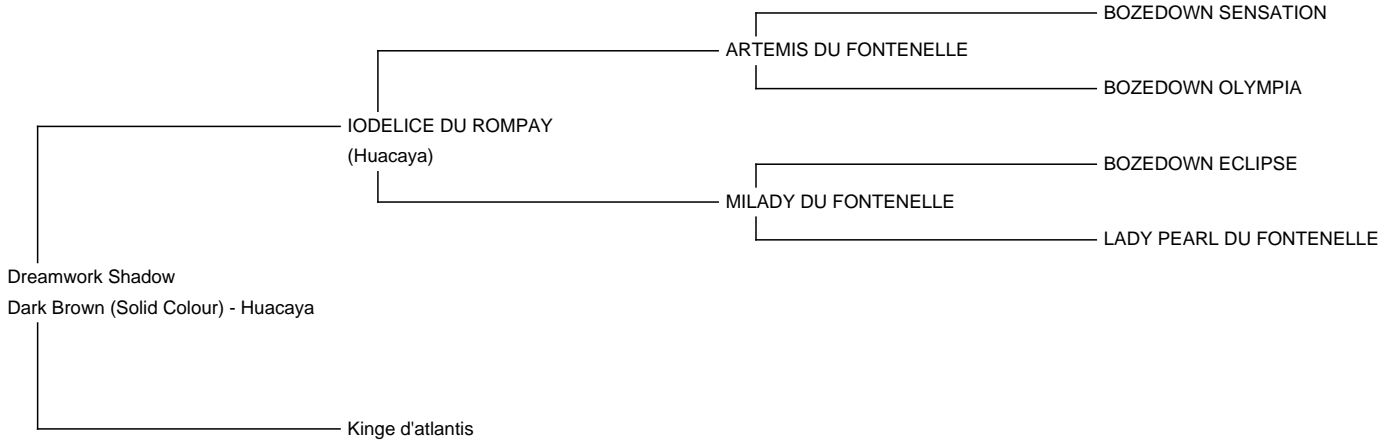 BOZEDOWN SENSATION
ARTEMIS DU FONTENELLE
BOZEDOWN OLYMPIA
IODELICE DU ROMPAY
(Huacaya)
BOZEDOWN ECLIPSE
MILADY DU FONTENELLE
LADY PEARL DU FONTENELLE
Dreamwork Shadow
Dark Brown (Solid Colour) - Huacaya
Kinge d'atlantis